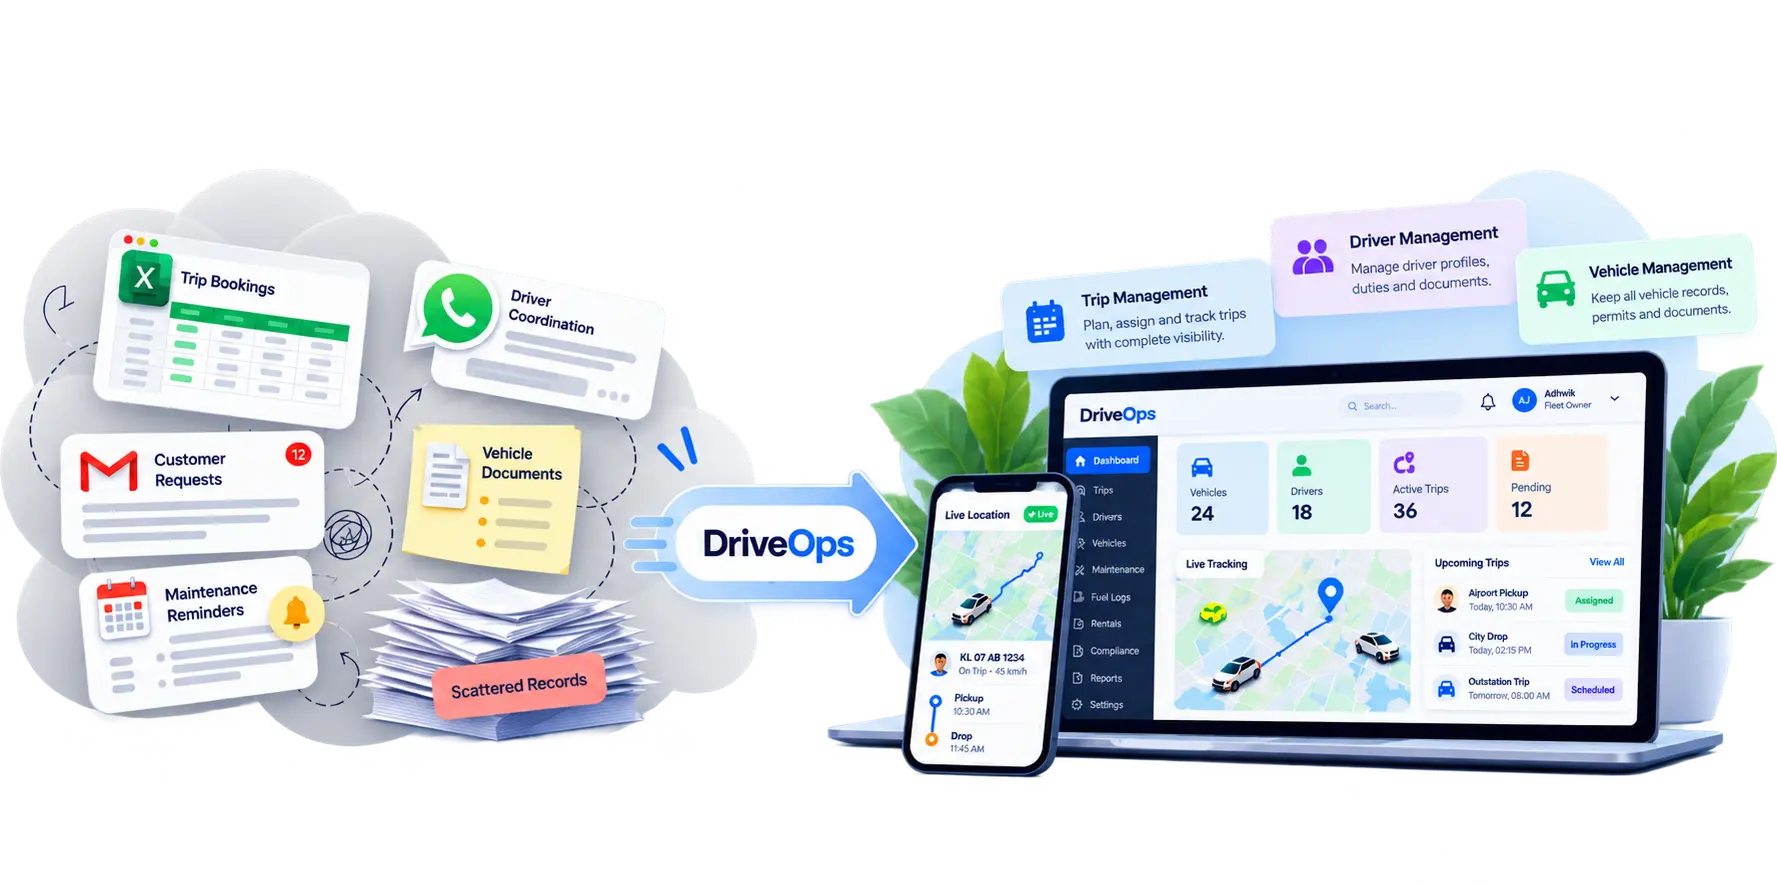 X
Trip Bookings
Driver
Coordination
Customer
Requests
12
Vehicle
Documents
Maintenance
Reminders
Scattered Records
DriveOps
Trip Management
Plan, assign and track trips
with complete visibility.
Driver Management
Manage driver profiles,
duties and documents.
Vehicle Management
Keep all vehicle records,
permits and documents.
Live Location
Live
KL 07 AB 1234
On Trip - 45 km/h
Pickup
10:30 AM
Drop
11:45 AM
DriveOps
Search...
AJ
Adhwik
Fleet Owner
Dashboard
Trips
Drivers
Vehicles
Maintenance
Fuel Logs
Rentals
Compliance
Reports
Settings
Vehicles
24
Drivers
18
Active Trips
36
Pending
12
Live Tracking
Upcoming Trips
View All
Airport Pickup
Today, 10:30 AM
Assigned
City Drop
Today, 02:15 PM
In Progress
Outstation Trip
Tomorrow, 08.00 AM
Scheduled